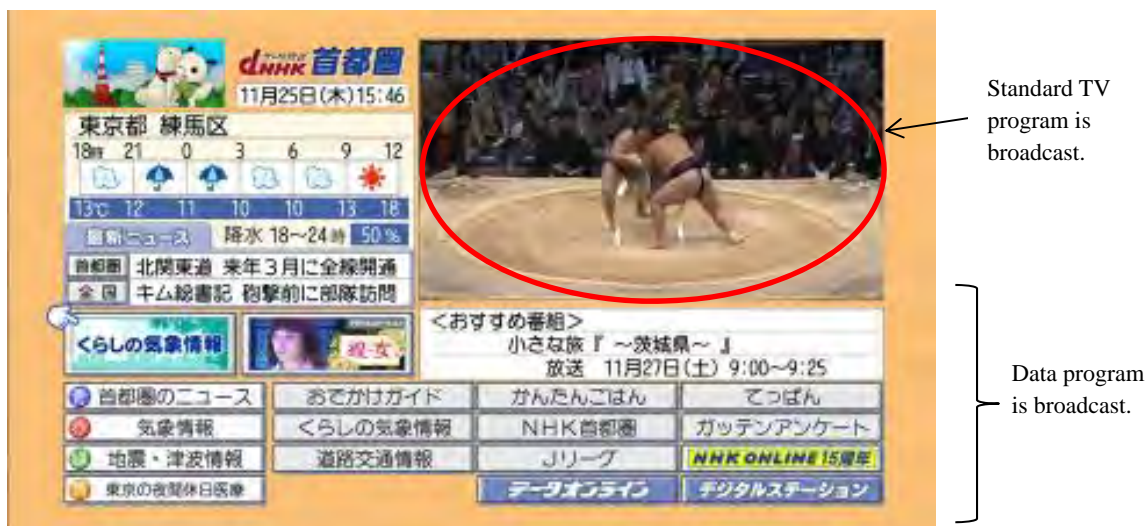 dNHK 首都圏
11月25日(木)15:46
東京都 練馬区
18時 21 0 3 6 9 12
13℃ 12 11 10 10 13 18
最新ニュース 降水 18～24時 50%
首都圏 北関東道 来年3月に全線開通
全国 キム総書記 砲撃前に部隊訪問
くらしの気象情報
<おすすめ番組>
小さな旅『 ～茨城県～ 』
放送 11月27日(土) 9:00～9:25
首都圏のニュース おでかけガイド かんたんごはん てっぱん
気象情報 くらしの気象情報 NHK首都圏 ガッテンアンケート
地震・津波情報 道路交通情報 Jリーグ NHK ONLINE 15周年
東京の夜間休日医療 データオンライン デジタルステーション
Standard TV
program is
broadcast.
Data program
is broadcast.